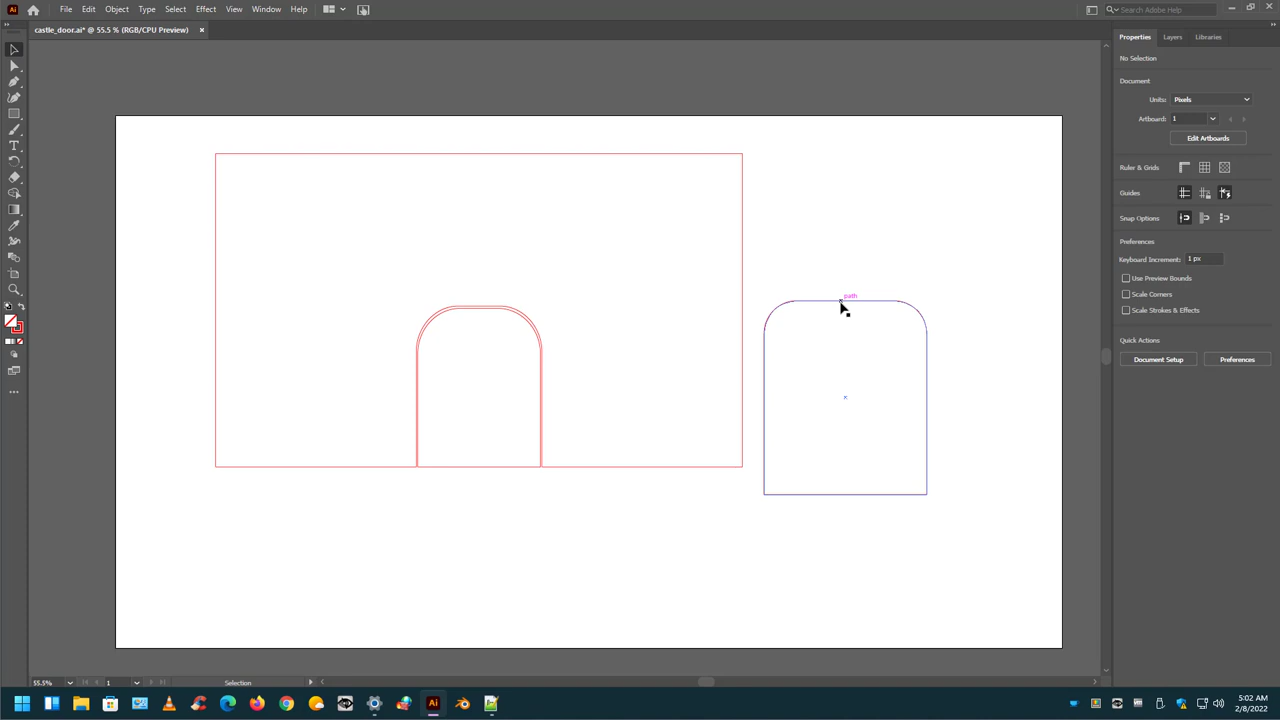 Ai File Edit Object Type Select Effect View Window Help Search Adobe Help
castle_door.ai* @ 55.5 % (RGB/CPU Preview)
Properties Layers Libraries
No Selection
Document
Units: Pixels
Artboard: 1
Edit Artboards
Ruler & Grids
Guides
Snap Options
Preferences
Keyboard Increment: 1 px
Use Preview Bounds
Scale Corners
Scale Strokes & Effects
Quick Actions
Document Setup Preferences
path
55.5% 1 Selection
Ai
5:02 AM
2/8/2022